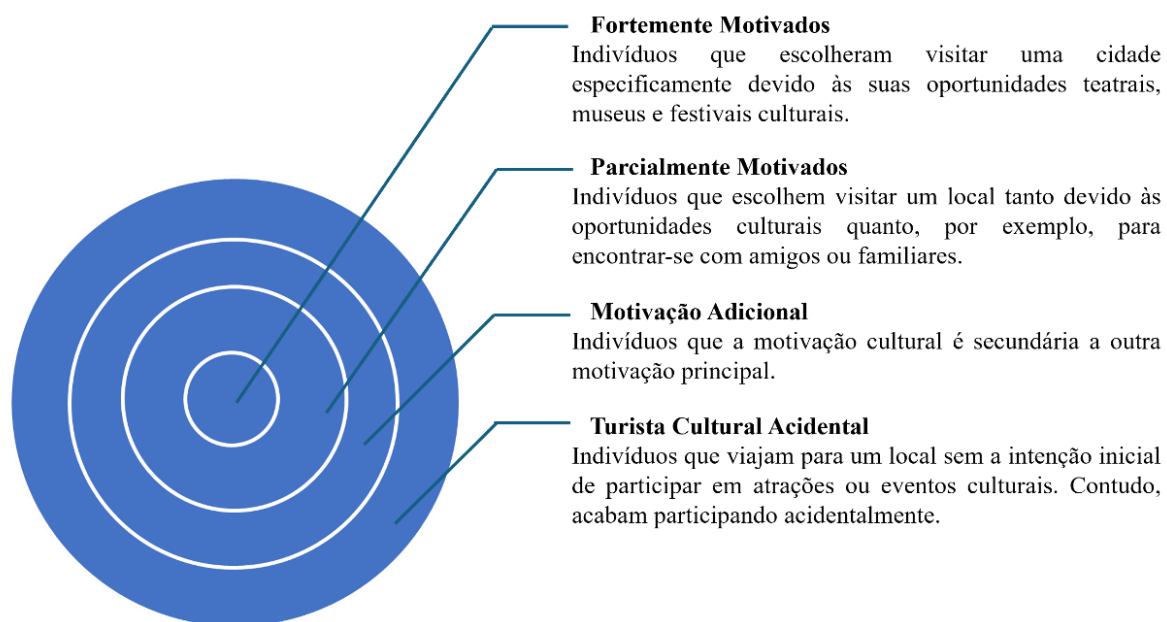 Fortemente Motivados
Indivíduos que escolheram visitar uma cidade
especificamente devido às suas oportunidades teatrais,
museus e festivais culturais.
Parcialmente Motivados
Indivíduos que escolhem visitar um local tanto devido às
oportunidades culturais quanto, por exemplo, para
encontrar-se com amigos ou familiares.
Motivação Adicional
Indivíduos que a motivação cultural é secundária a outra
motivação principal.
Turista Cultural Acidental
Indivíduos que viajam para um local sem a intenção inicial
de participar em atrações ou eventos culturais. Contudo,
acabam participando acidentalmente.